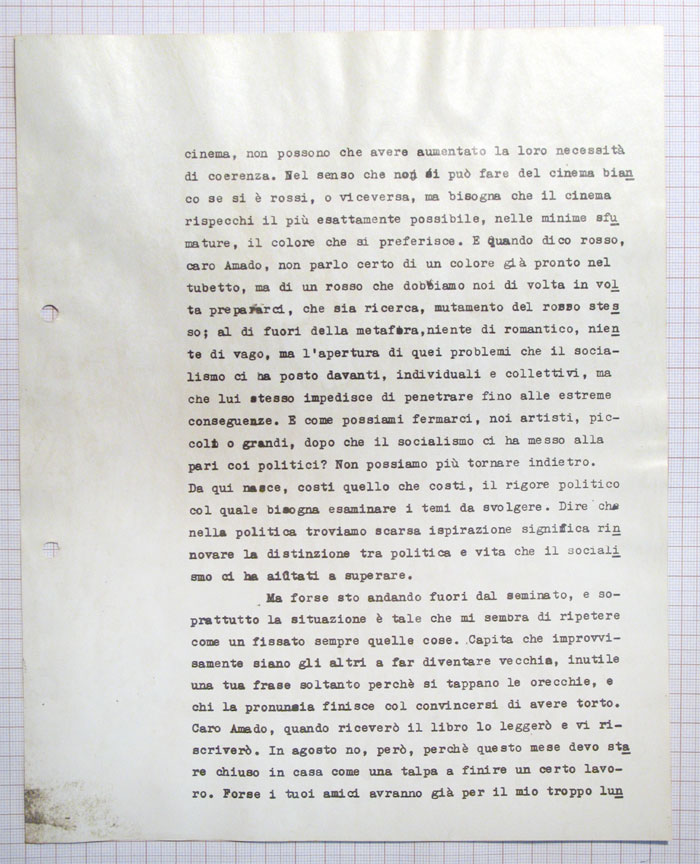 cinema, non possono che avere aumentato la loro necessità
di coerenza. Nel senso che non si può fare del cinema bian
co se si è rossi, o viceversa, ma bisogna che il cinema
rispecchi il più esattamente possibile, nelle minime sfu
mature, il colore che si preferisce. E quando dico rosso,
caro Amado, non parlo certo di un colore già pronto nel
tubetto, ma di un rosso che dobbiamo noi di volta in vol
ta prepararci, che sia ricerca, mutamento del rosso stes
so; al di fuori della metafora,niente di romantico, nien
te di vago, ma l'apertura di quei problemi che il socia-
lismo ci ha posto davanti, individuali e collettivi, ma
che lui stesso impedisce di penetrare fino alle estreme
conseguenze. E come possiami fermarci, noi artisti, pic-
coli o grandi, dopo che il socialismo ci ha messo alla
pari coi politici? Non possiamo più tornare indietro.
Da qui nasce, costi quello che costi, il rigore politico
col quale bisogna esaminare i temi da svolgere. Dire che
nella politica troviamo scarsa ispirazione significa rin
novare la distinzione tra politica e vita che il sociali
smo ci ha aiutati a superare.
Ma forse sto andando fuori dal seminato, e so-
prattutto la situazione è tale che mi sembra di ripetere
come un fissato sempre quelle cose. Capita che improvvi-
samente siano gli altri a far diventare vecchia, inutile
una tua frase soltanto perchè si tappano le orecchie, e
chi la pronunsia finisce col convincersi di avere torto.
Caro Amado, quando riceverò il libro lo leggerò e vi ri-
scriverò. In agosto no, però, perchè questo mese devo sta
re chiuso in casa come una talpa a finire un certo lavo-
ro. Forse i tuoi amici avranno già per il mio troppo lun